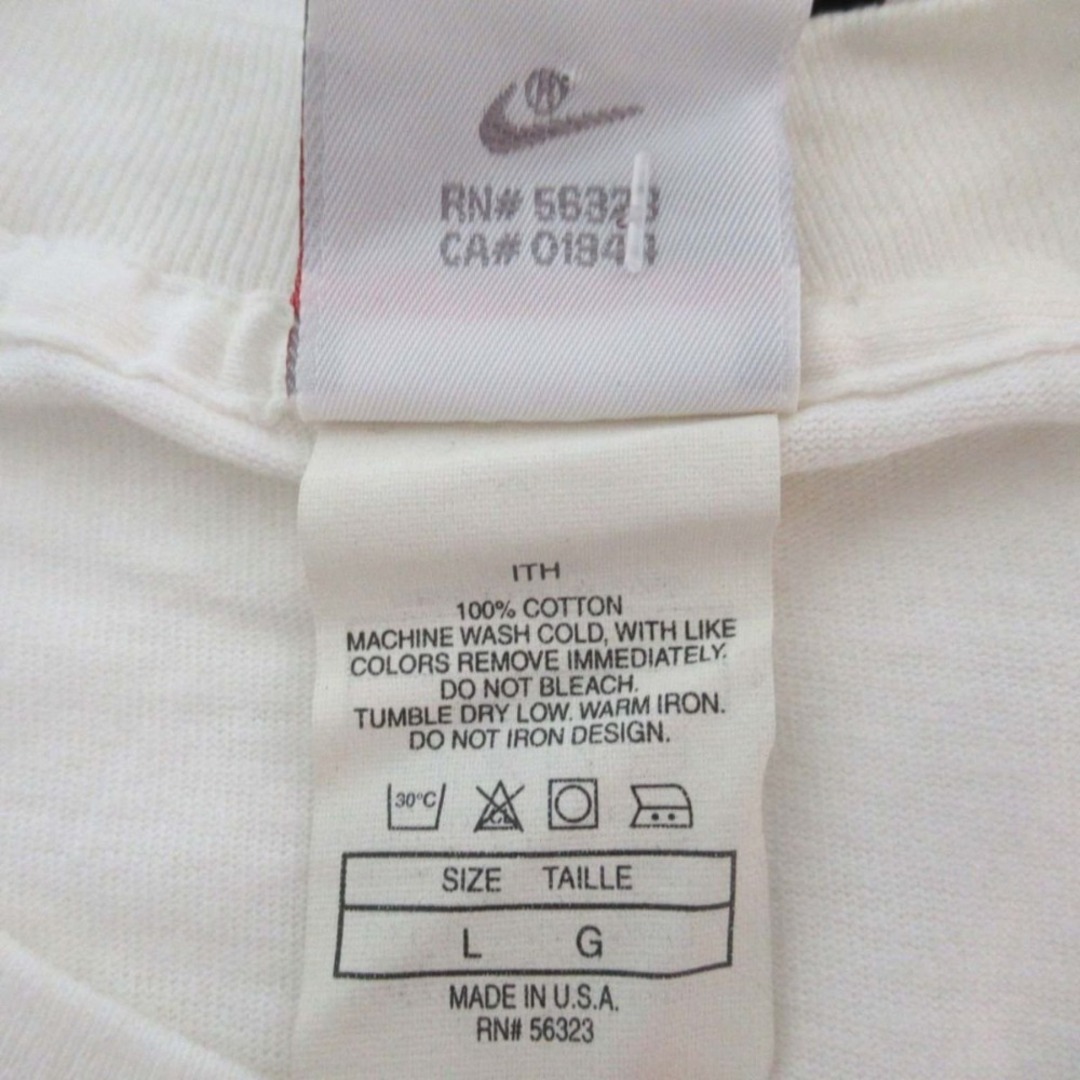 RN# 56323
CA# 01944
ITH
100% COTTON
MACHINE WASH COLD, WITH LIKE
COLORS REMOVE IMMEDIATELY.
DO NOT BLEACH.
TUMBLE DRY LOW. WARM IRON.
DO NOT IRON DESIGN.
30°C CL
SIZE TAILLE
L G
MADE IN U.S.A.
RN# 56323